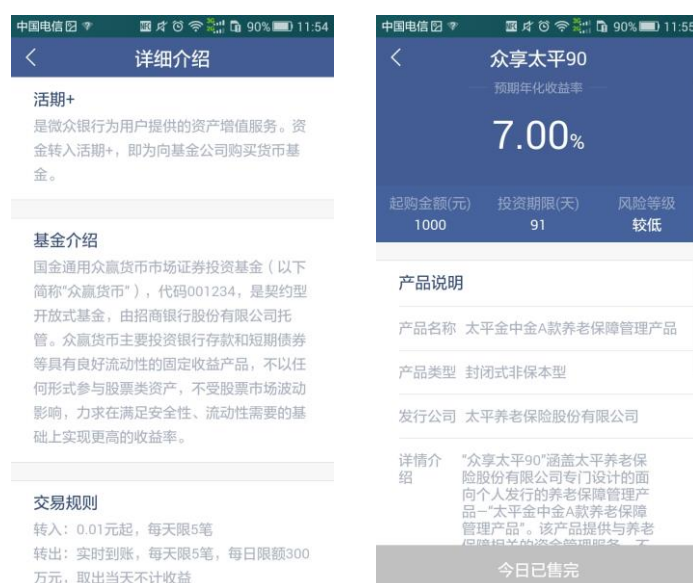 中国电信 90% 11:54
详细介绍
活期+
是微众银行为用户提供的资产增值服务。资
金转入活期+，即为向基金公司购买货币基
金。
基金介绍
国金通用众赢货币市场证券投资基金（以下
简称"众赢货币"），代码001234，是契约型
开放式基金，由招商银行股份有限公司托
管。众赢货币主要投资银行存款和短期债券
等具有良好流动性的固定收益产品，不以任
何形式参与股票类资产，不受股票市场波动
影响，力求在满足安全性、流动性需要的基
础上实现更高的收益率。
交易规则
转入：0.01元起，每天限5笔
转出：实时到账，每天限5笔，每日限额300
万元，取出当天不计收益
中国电信 90% 11:55
众享太平90
预期年化收益率
7.00%
起购金额(元) 投资期限(天) 风险等级
1000 91 较低
产品说明
产品名称 太平金中金A款养老保障管理产品
产品类型 封闭式非保本型
发行公司 太平养老保险股份有限公司
详情介 "众享太平90"涵盖太平养老保
绍 险股份有限公司专门设计的面
向个人发行的养老保障管理产
品–"太平金中金A款养老保障
管理产品"。该产品提供与养老
保障相关的资金管理服务，不
今日已售完